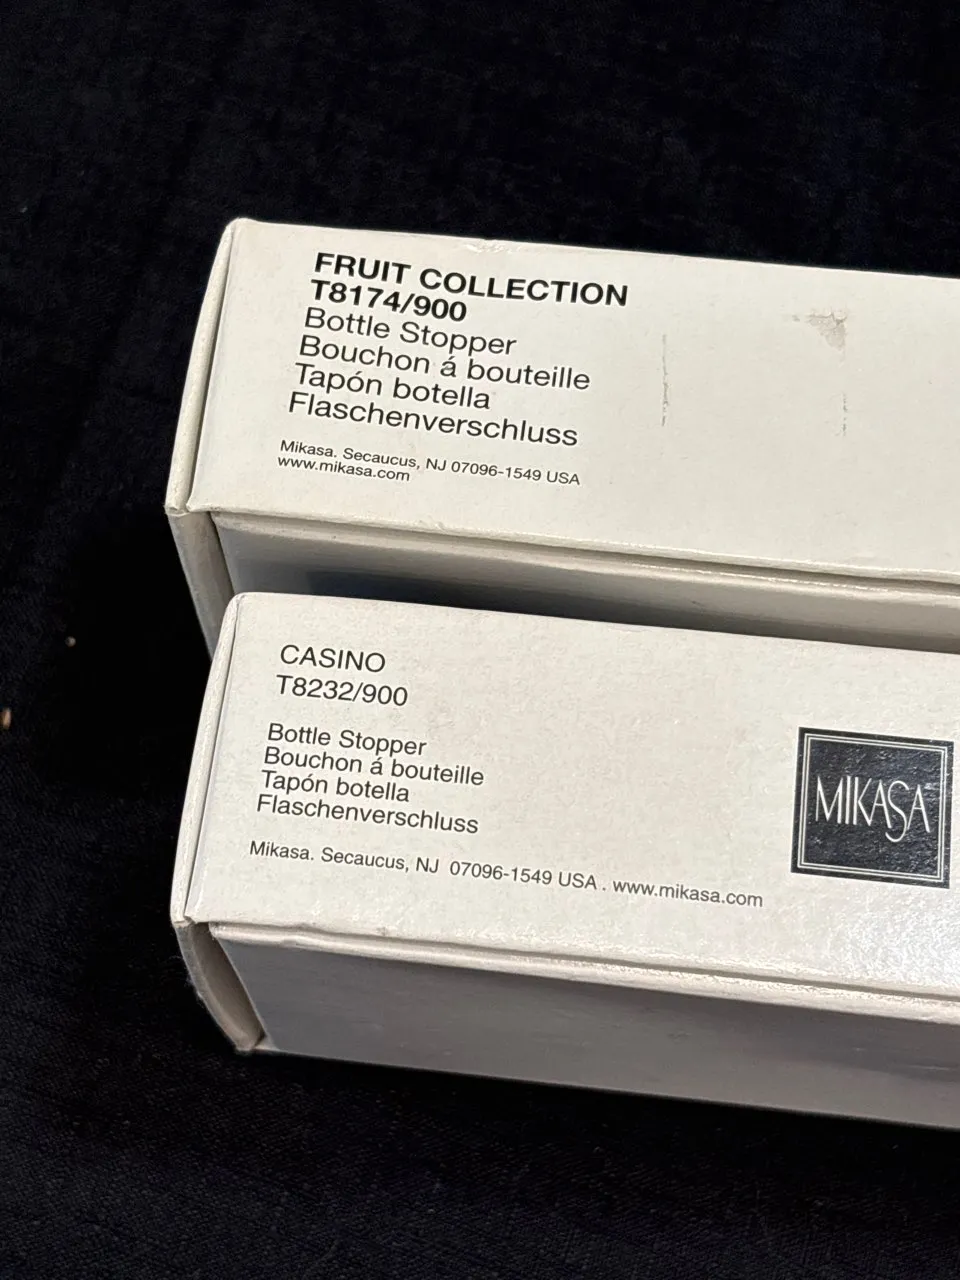 FRUIT COLLECTION
T8174/900
Bottle Stopper
Bouchon á bouteille
Tapón botella
Flaschenverschluss
Mikasa. Secaucus, NJ 07096-1549 USA
www.mikasa.com
CASINO
T8232/900
Bottle Stopper
Bouchon á bouteille
Tapón botella
Flaschenverschluss
Mikasa. Secaucus, NJ 07096-1549 USA . www.mikasa.com
MIKASA